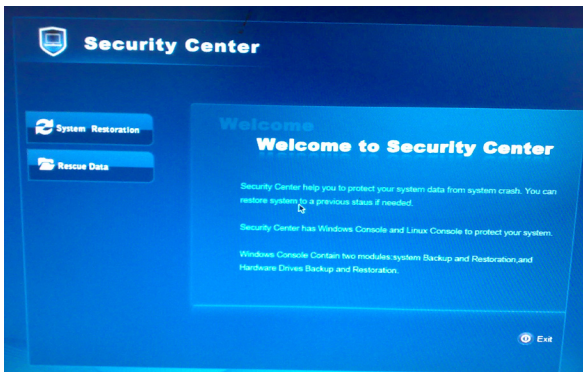 Security Center
System Restoration
Rescue Data
Welcome
Welcome to Security Center
Security Center help you to protect your system data from system crash. You can
restore system to a previous staus if needed.
Security Center has Windows Console and Linux Console to protect your system.
Windows Console Contain two modules:system Backup and Restoration,and
Hardware Drives Backup and Restoration.
Exit